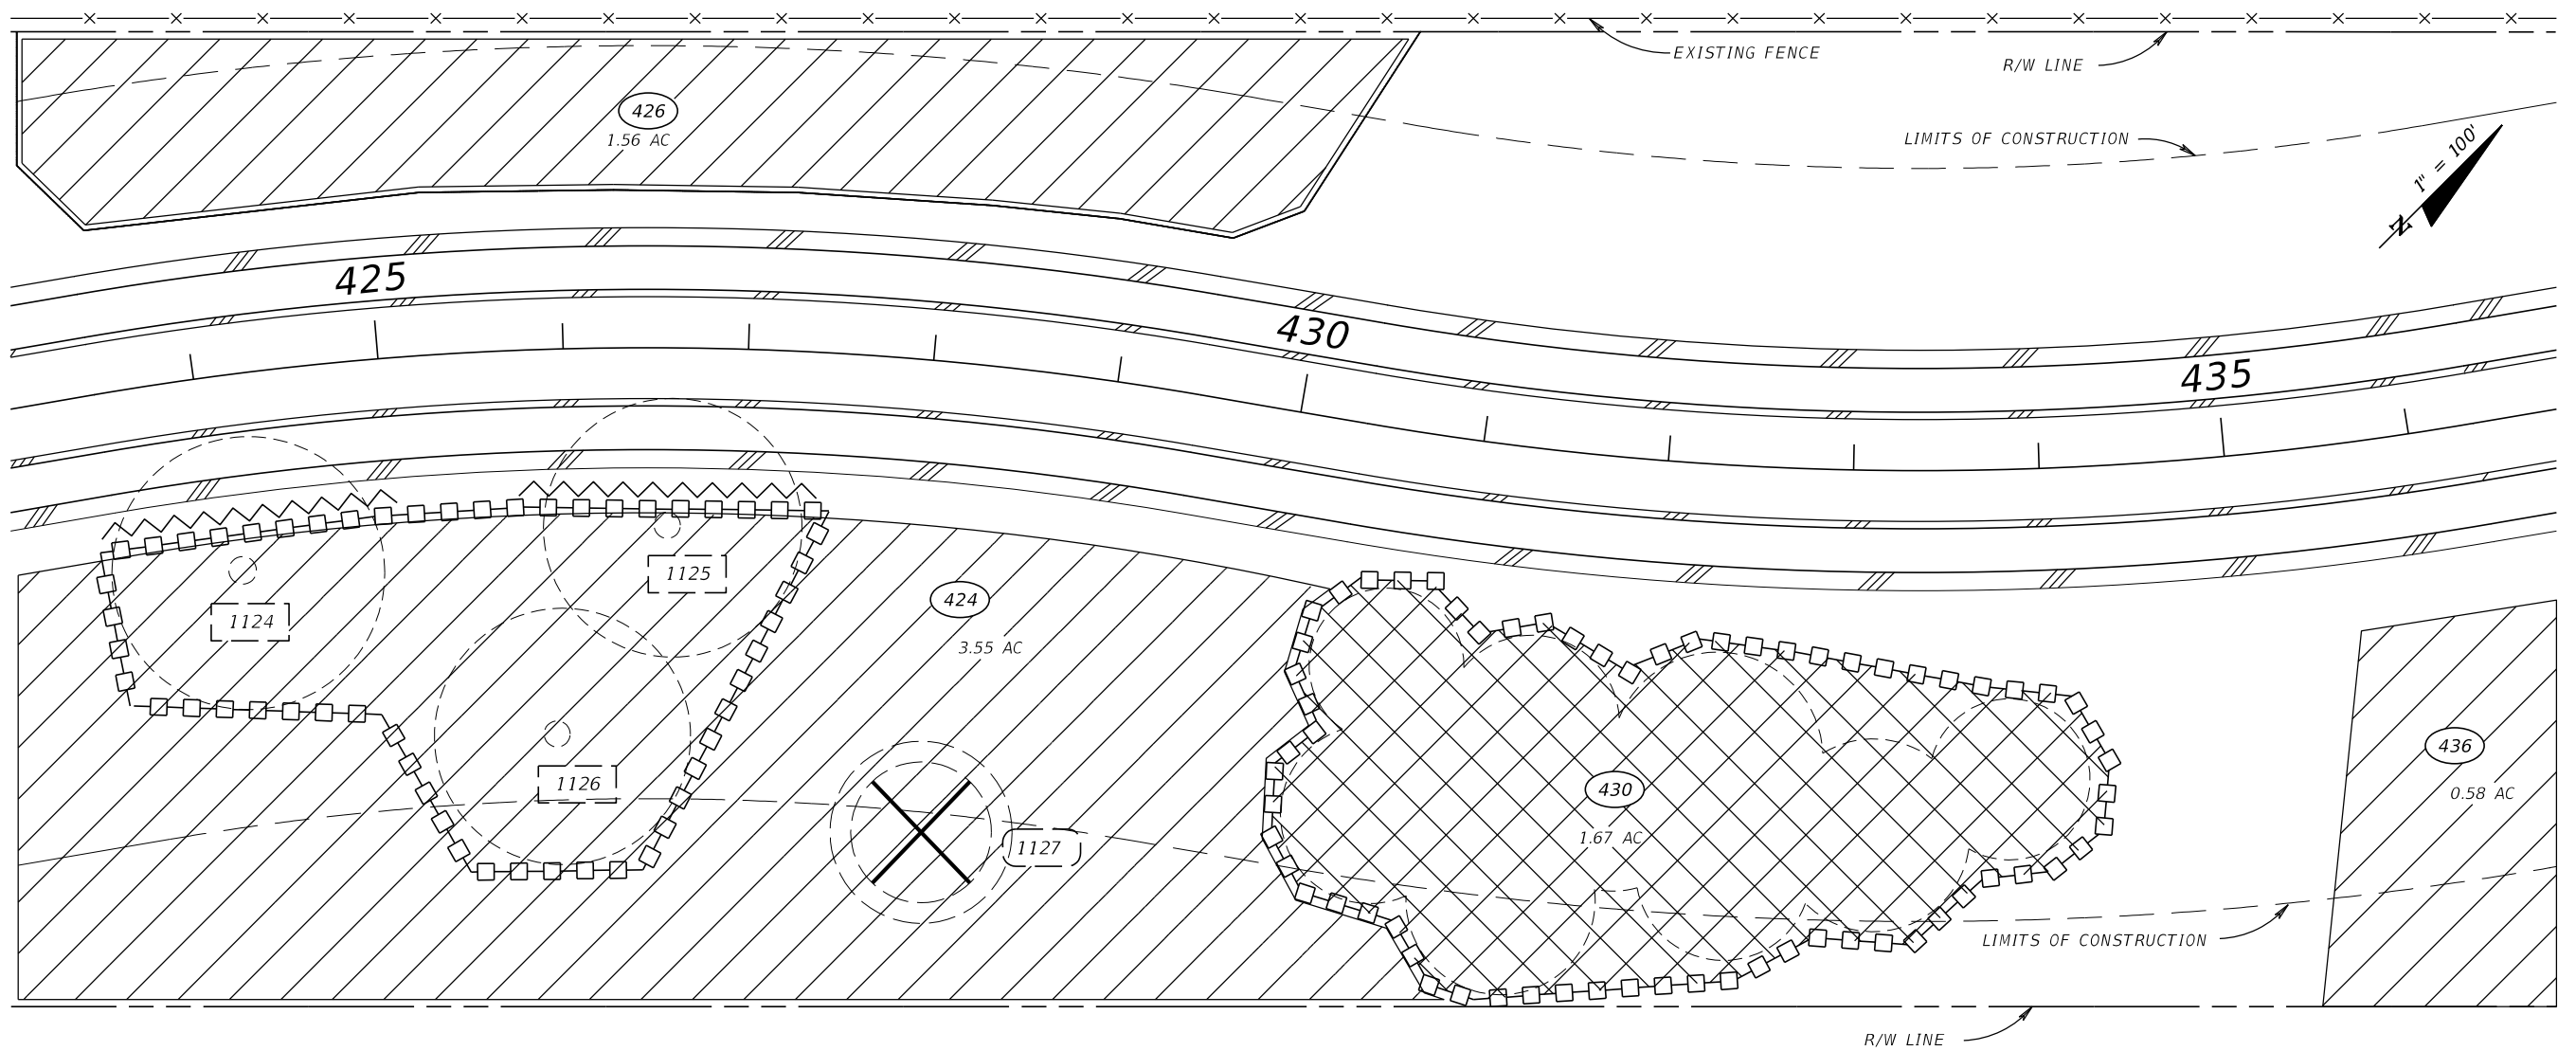 EXISTING FENCE
R/W LINE
426
1.56 AC
LIMITS OF CONSTRUCTION
1" = 100'
N
425
430
435
1124
1125
1126
424
3.55 AC
1127
430
1.67 AC
436
0.58 AC
LIMITS OF CONSTRUCTION
R/W LINE